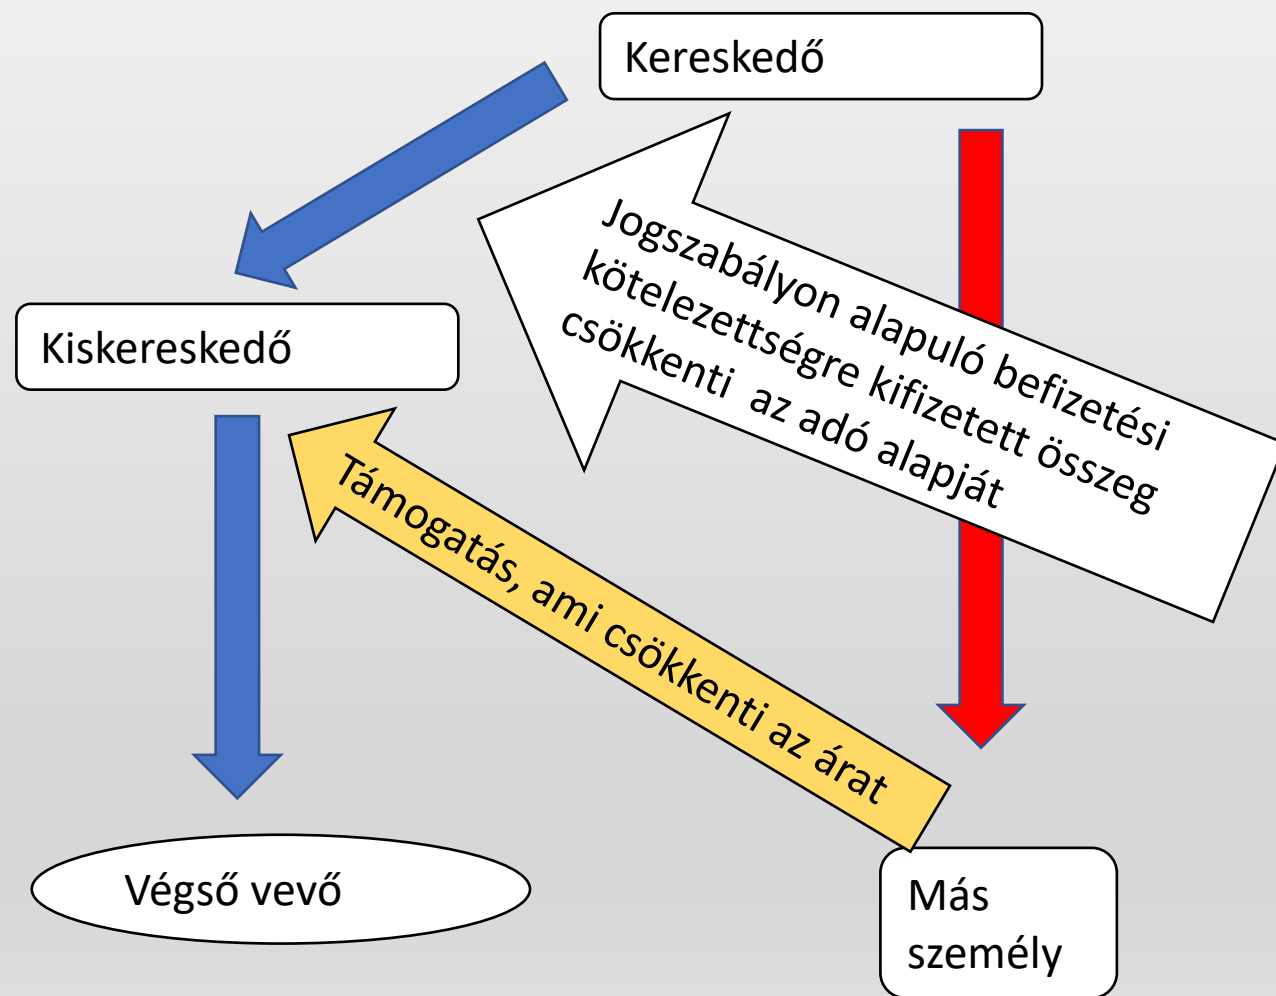 Kereskedő
Jogszabályon alapuló befizetési
kötelezettségre kifizetett összeg
csökkenti az adó alapját
Kiskereskedő
Támogatás, ami csökkenti az árat
Végső vevő
Más
személy